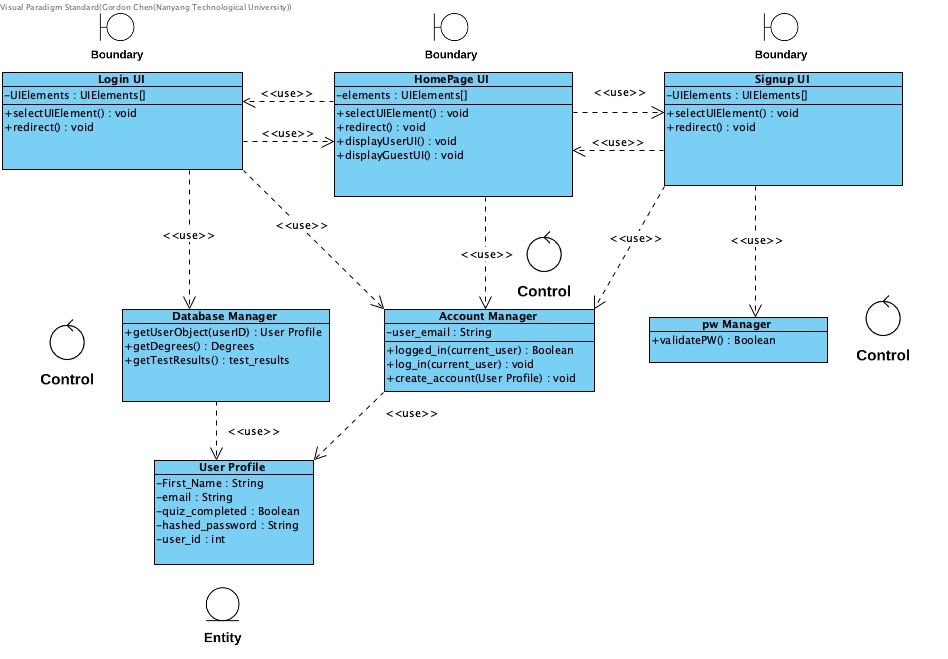 Visual Paradigm Standard(Gordon Chen(Nanyang Technological University))
Boundary
Boundary
Boundary
Login UI
-UIElements : UIElements[]
+selectUIElement() : void
+redirect() : void
<<use>>
<<use>>
HomePage UI
-elements : UIElements[]
+selectUIElement() : void
+redirect() : void
+displayUserUI() : void
+displayGuestUI() : void
<<use>>
<<use>>
Signup UI
-UIElements : UIElements[]
+selectUIElement() : void
+redirect() : void
<<use>>
<<use>>
<<use>>
<<use>>
<<use>>
Control
Control
Database Manager
+getUserObject(userID) : User Profile
+getDegrees() : Degrees
+getTestResults() : test_results
Account Manager
-user_email : String
+logged_in(current_user) : Boolean
+log_in(current_user) : void
+create_account(User Profile) : void
pw Manager
+validatePW() : Boolean
Control
<<use>>
<<use>>
User Profile
-First_Name : String
-email : String
-quiz_completed : Boolean
-hashed_password : String
-user_id : int
Entity